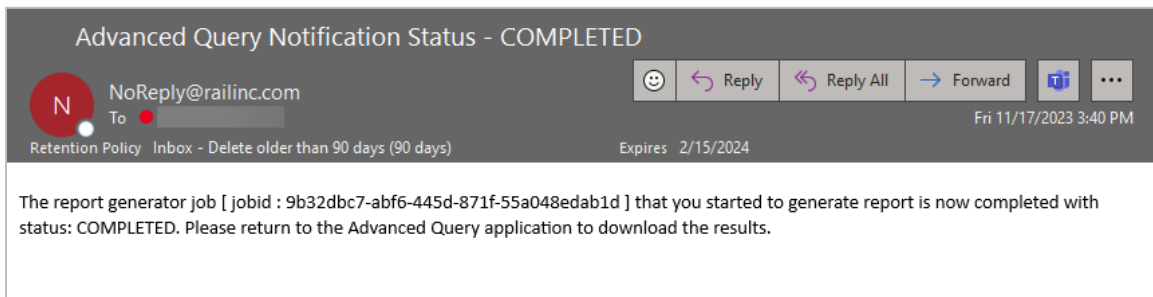 Advanced Query Notification Status - COMPLETED
N
NoReply@railinc.com
To
Reply
Reply All
Forward
Fri 11/17/2023 3:40 PM
Retention Policy Inbox - Delete older than 90 days (90 days)
Expires 2/15/2024
The report generator job [ jobid : 9b32dbc7-abf6-445d-871f-55a048edab1d ] that you started to generate report is now completed with
status: COMPLETED. Please return to the Advanced Query application to download the results.